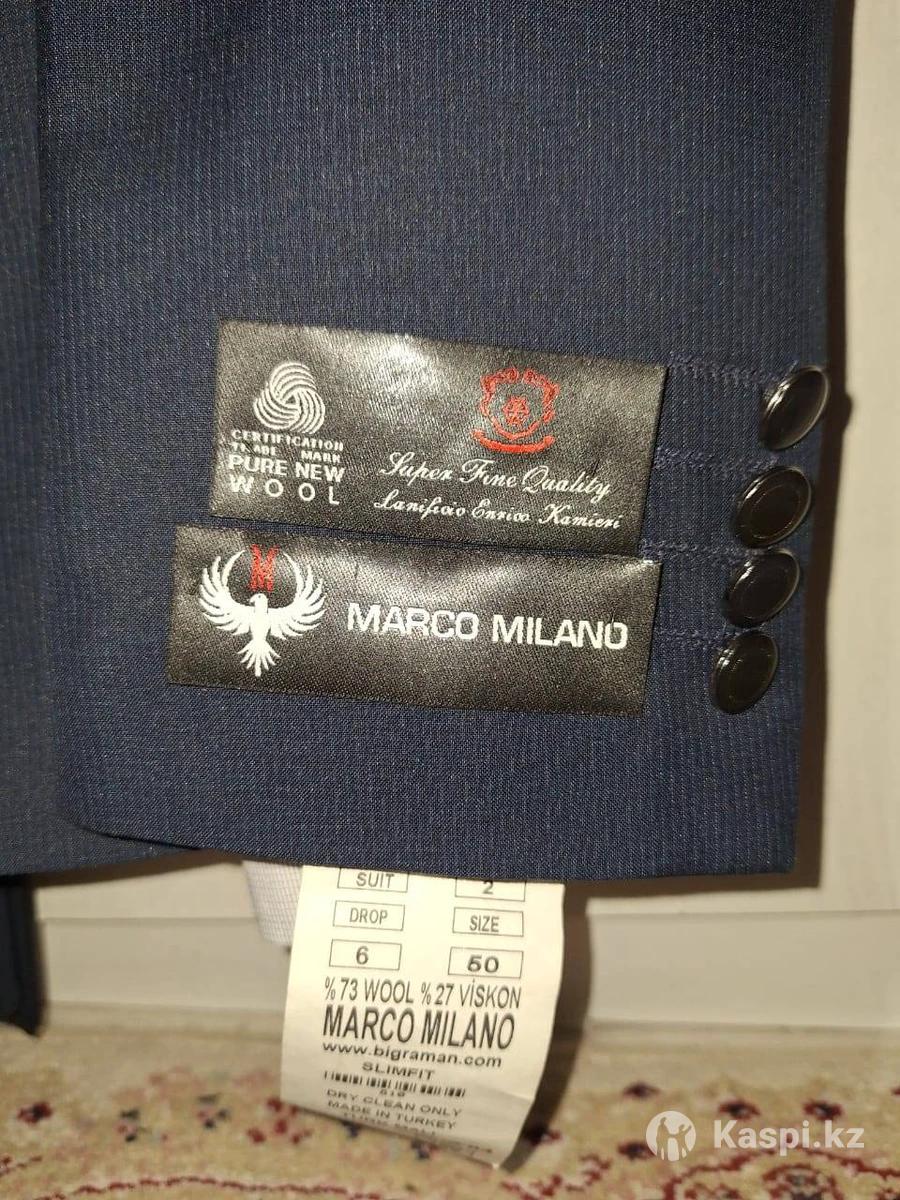 CERTIFICATION
TRADE MARK
PURE NEW
WOOL
Super Fine Quality
Lanificio Enrico Kamieri
M
MARCO MILANO
SUIT 2
DROP SIZE
6 50
%73 WOOL %27 VİSKON
MARCO MILANO
www.bigraman.com
SLIMFIT
DRY CLEAN ONLY
MADE IN TURKEY
Kaspi.kz